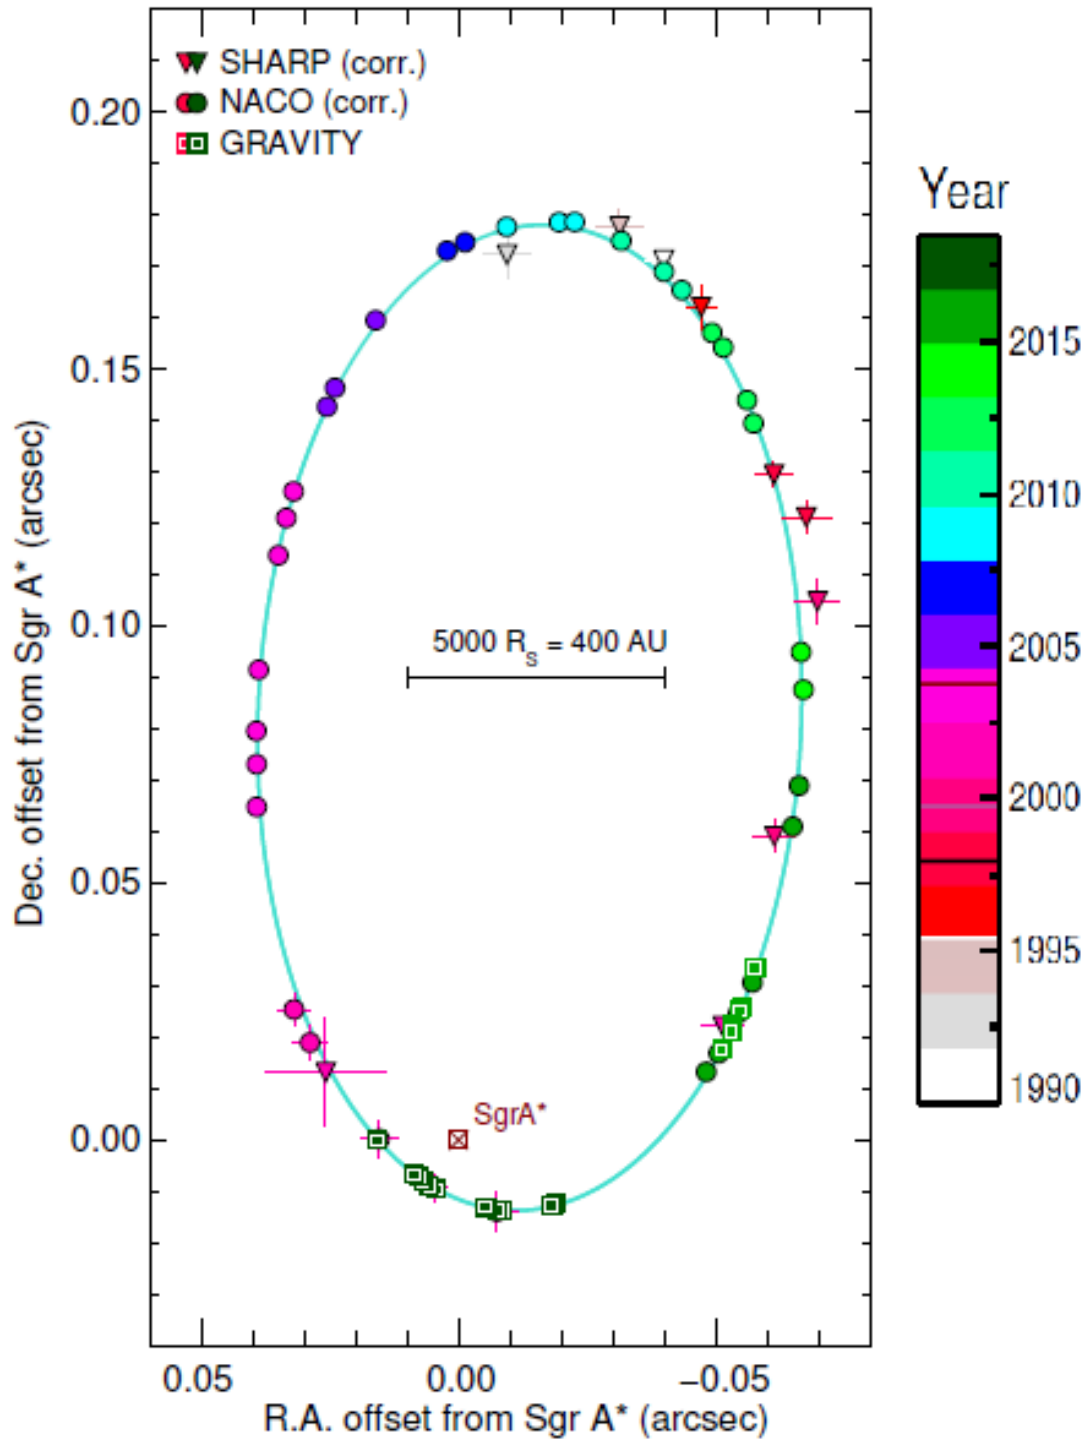 SHARP (corr.)
NACO (corr.)
GRAVITY
0.20
0.15
0.10
0.05
0.00
Dec. offset from Sgr A* (arcsec)
5000 R_S = 400 AU
SgrA*
0.05 0.00 −0.05
R.A. offset from Sgr A* (arcsec)
Year
2015
2010
2005
2000
1995
1990